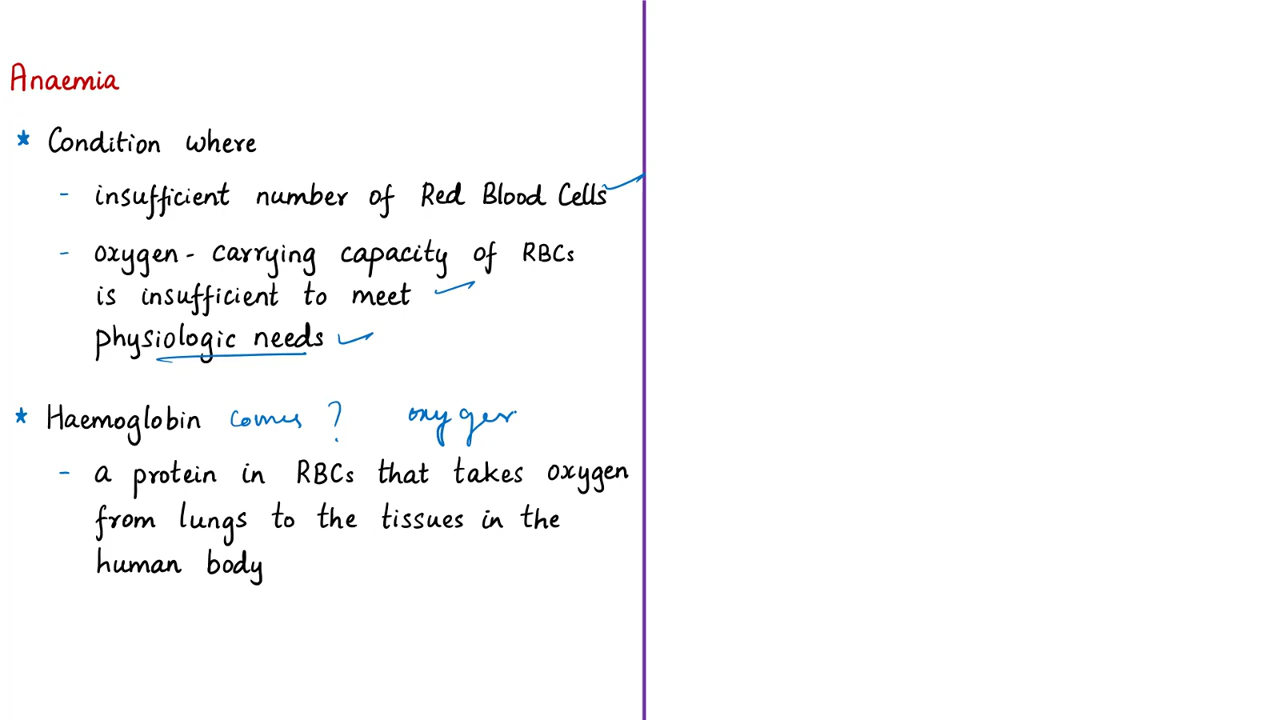 Anaemia
* Condition where
- insufficient number of Red Blood Cells
- oxygen-carrying capacity of RBCs
is insufficient to meet
physiologic needs
* Haemoglobin comes ? oxygen
- a protein in RBCs that takes oxygen
from lungs to the tissues in the
human body